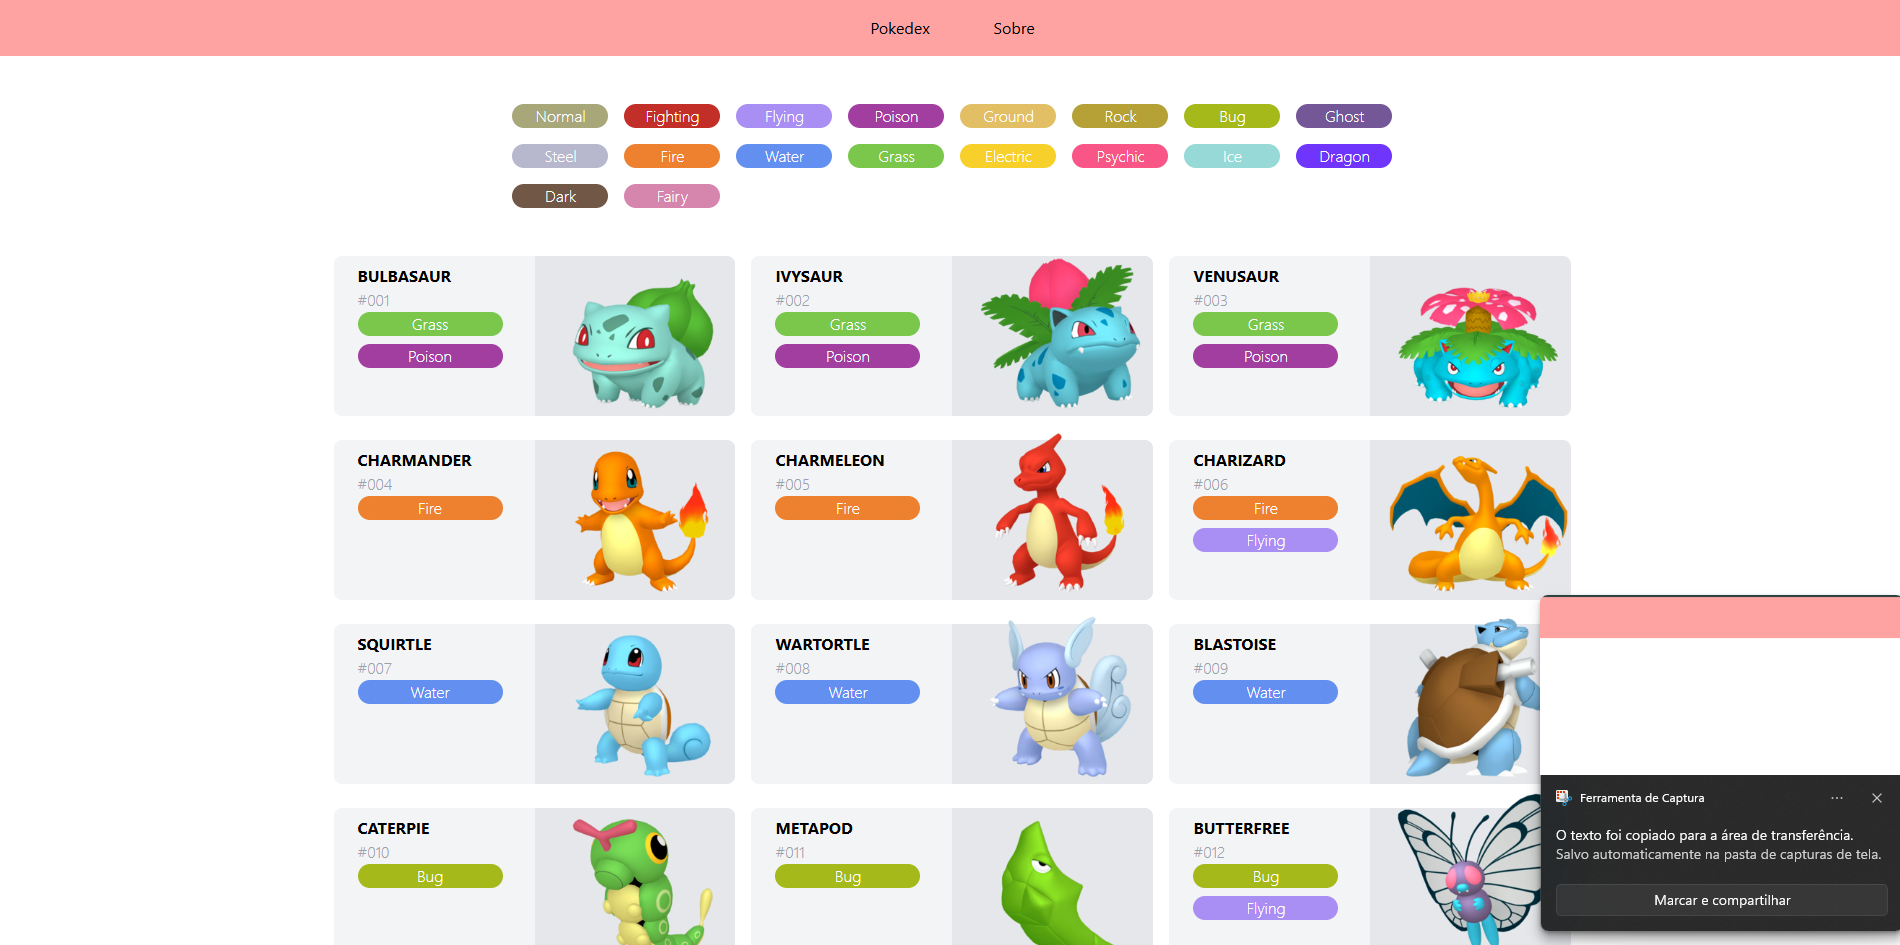 Pokedex Sobre
Normal Fighting Flying Poison Ground Rock Bug Ghost
Steel Fire Water Grass Electric Psychic Ice Dragon
Dark Fairy
BULBASAUR
#001
Grass
Poison
IVYSAUR
#002
Grass
Poison
VENUSAUR
#003
Grass
Poison
CHARMANDER
#004
Fire
CHARMELEON
#005
Fire
CHARIZARD
#006
Fire
Flying
SQUIRTLE
#007
Water
WARTORTLE
#008
Water
BLASTOISE
#009
Water
CATERPIE
#010
Bug
METAPOD
#011
Bug
BUTTERFREE
#012
Bug
Flying
Ferramenta de Captura
O texto foi copiado para a área de transferência.
Salvo automaticamente na pasta de capturas de tela.
Marcar e compartilhar